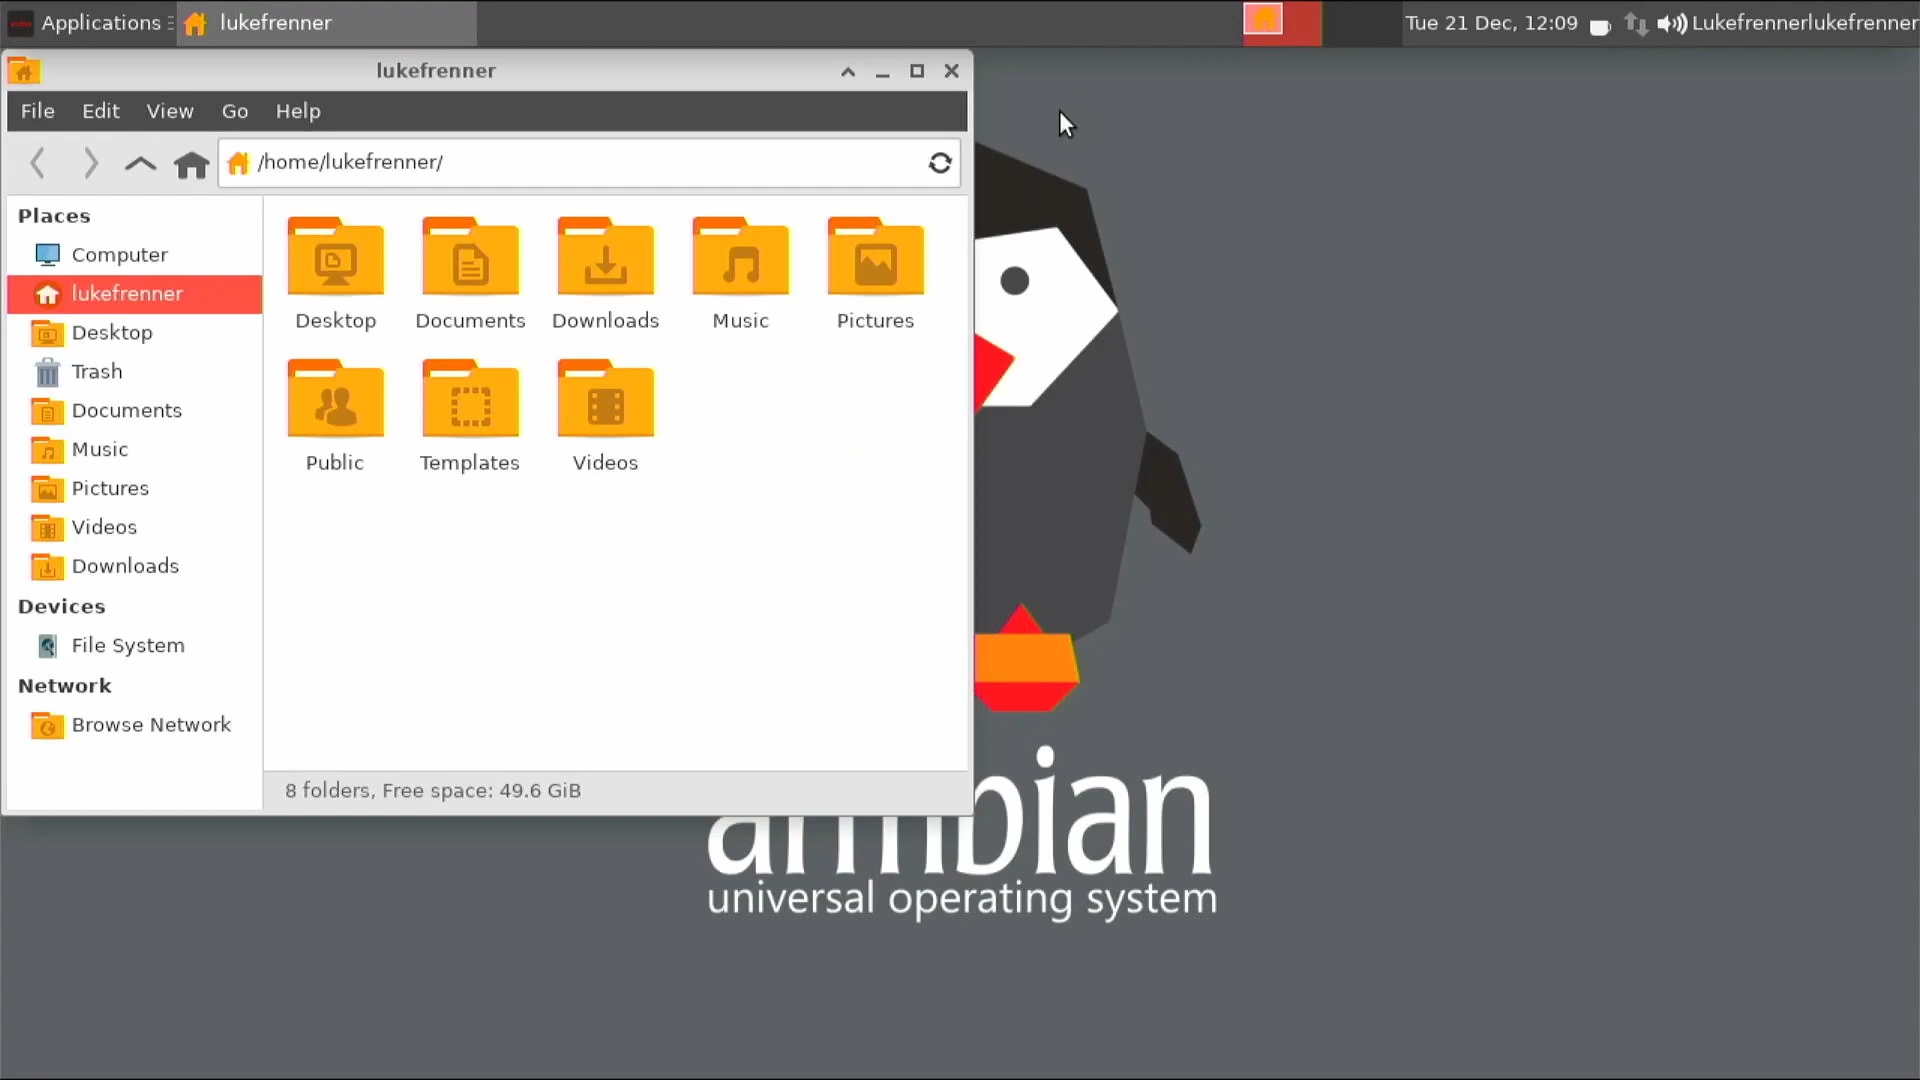 Applications
lukefrenner
Tue 21 Dec, 12:09
Lukefrennerlukefrenner
lukefrenner
File Edit View Go Help
/home/lukefrenner/
Places
Computer
lukefrenner
Desktop
Trash
Documents
Music
Pictures
Videos
Downloads
Devices
File System
Network
Browse Network
Desktop Documents Downloads Music Pictures
Public Templates Videos
8 folders, Free space: 49.6 GiB
armbian
universal operating system